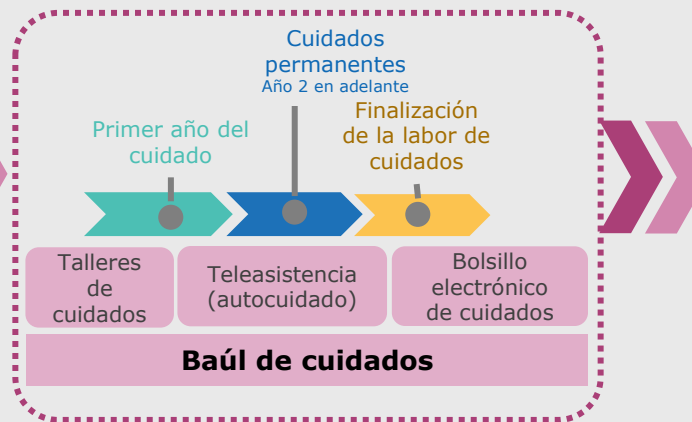 Cuidados
permanentes
Año 2 en adelante
Primer año del
cuidado
Finalización
de la labor de
cuidados
Talleres
de
cuidados
Teleasistencia
(autocuidado)
Bolsillo
electrónico
de cuidados
Baúl de cuidados